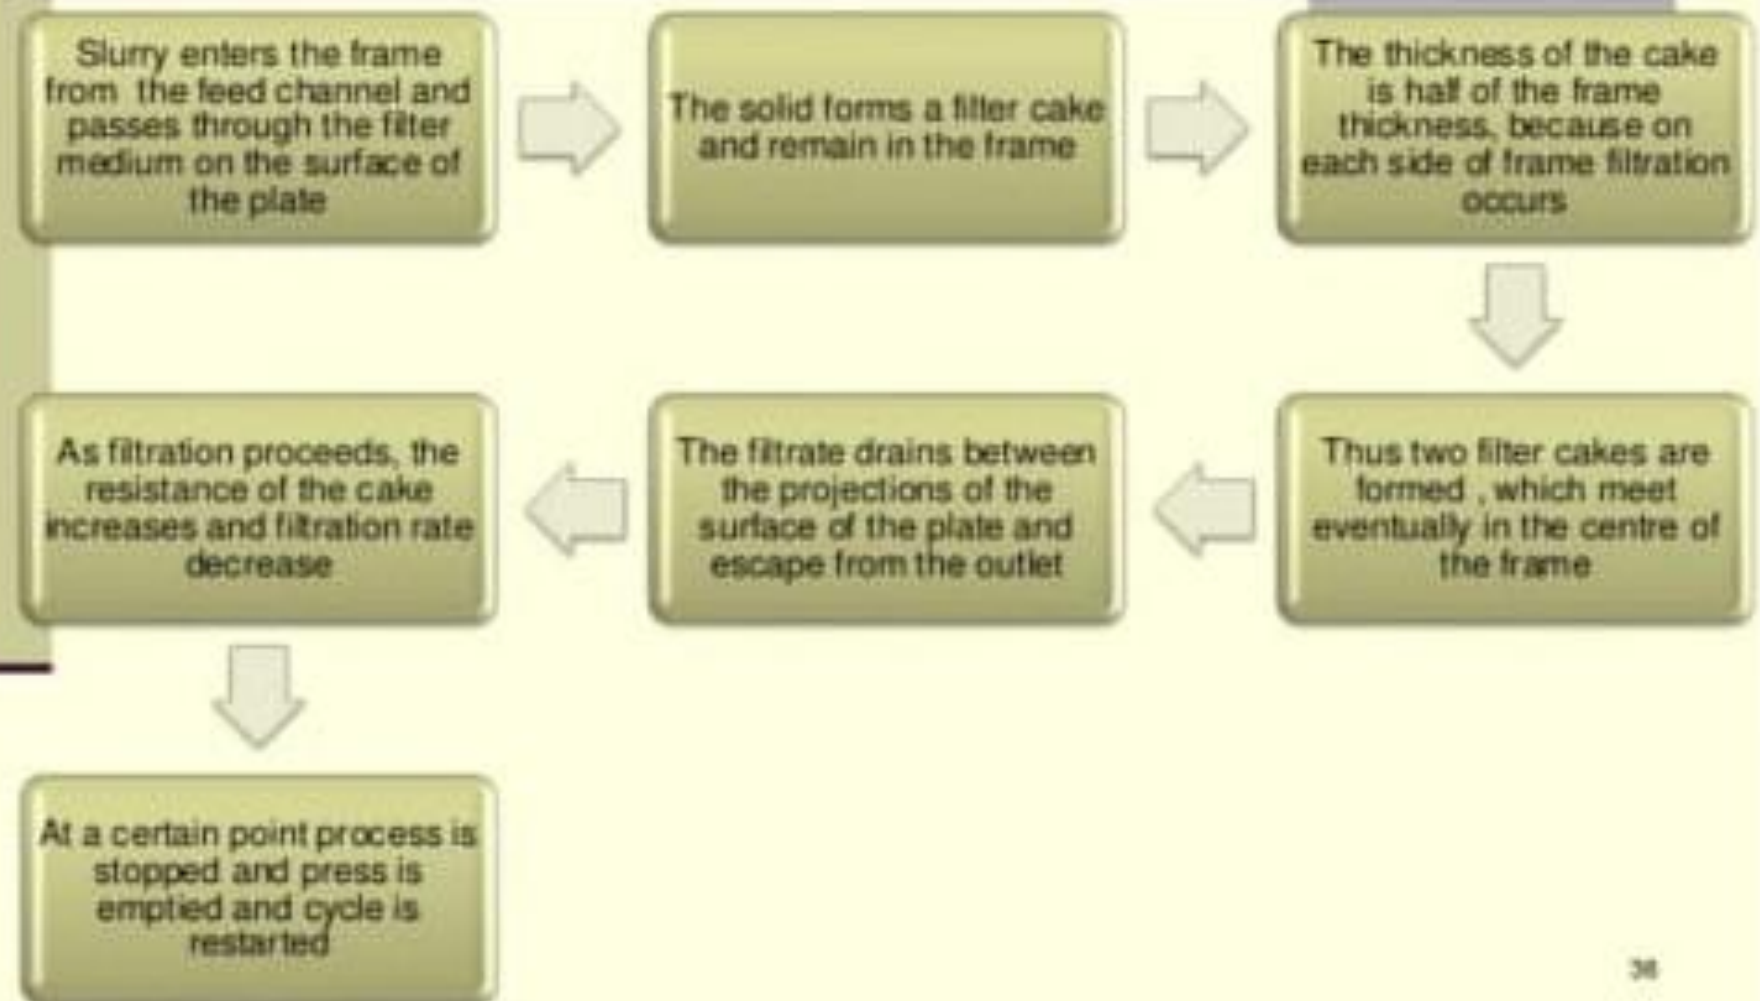 Slurry enters the frame
from the feed channel and
passes through the filter
medium on the surface of
the plate
The solid forms a filter cake
and remain in the frame
The thickness of the cake
is half of the frame
thickness, because on
each side of frame filtration
occurs
Thus two filter cakes are
formed , which meet
eventually in the centre of
the frame
The filtrate drains between
the projections of the
surface of the plate and
escape from the outlet
As filtration proceeds, the
resistance of the cake
increases and filtration rate
decrease
At a certain point process is
stopped and press is
emptied and cycle is
restarted